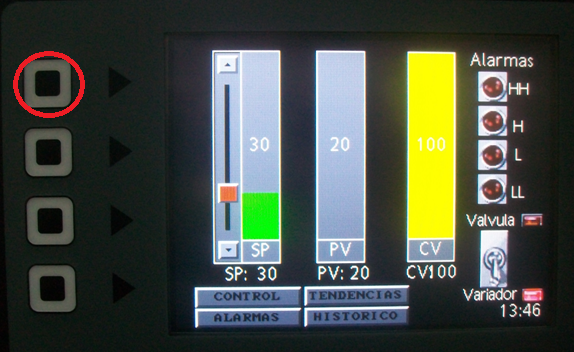 Alarmas
HH
30 20 100 H
L
LL
Valvula
SP PV CV
SP: 30 PV: 20 CV100
CONTROL TENDENCIAS
ALARMAS HISTORICO
Variador
13:46